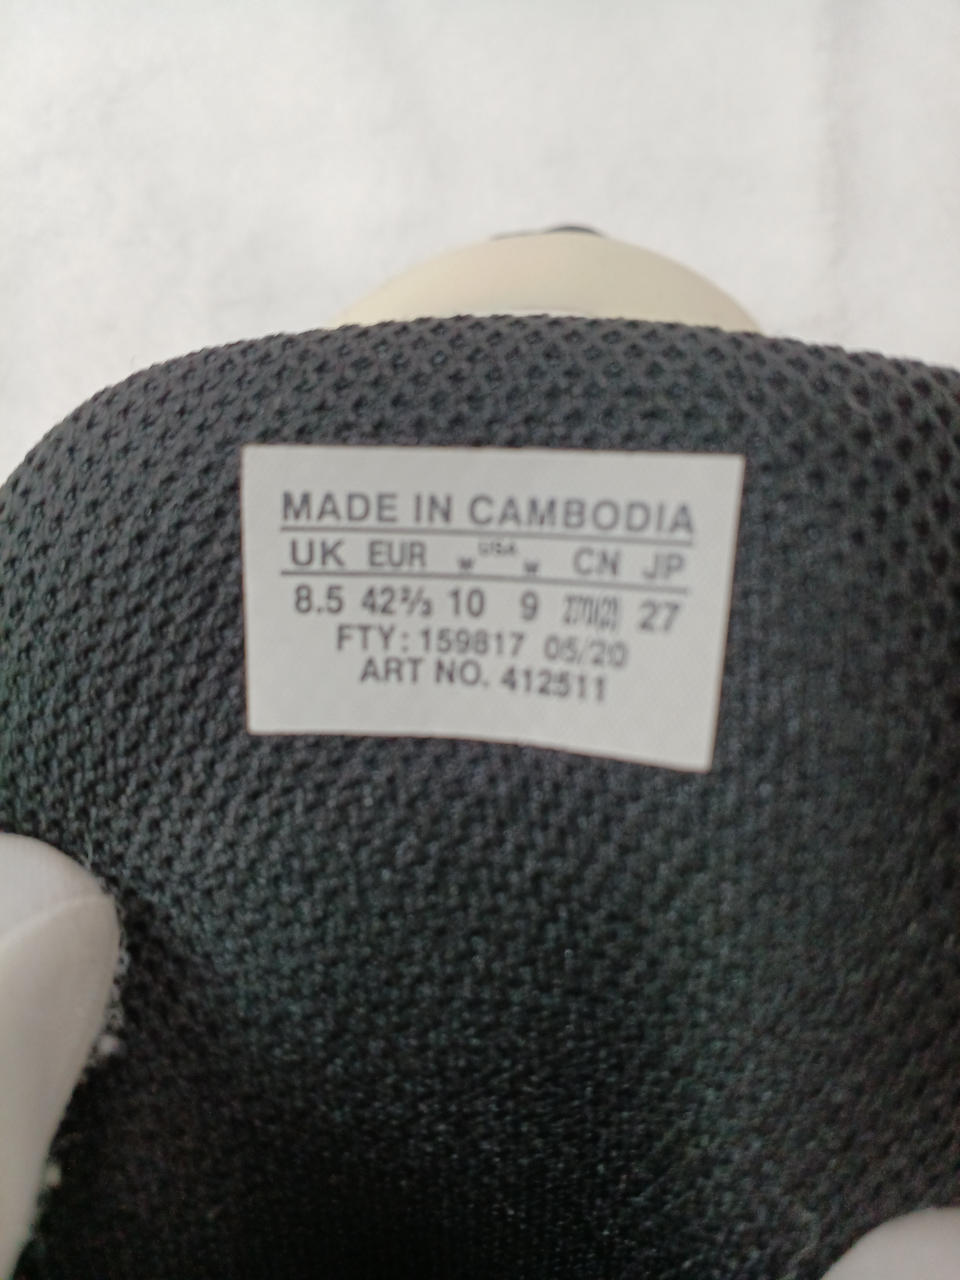 MADE IN CAMBODIA
UK EUR w USA w CN JP
8.5 42⅔ 10 9 27
FTY: 159817 05/20
ART NO. 412511